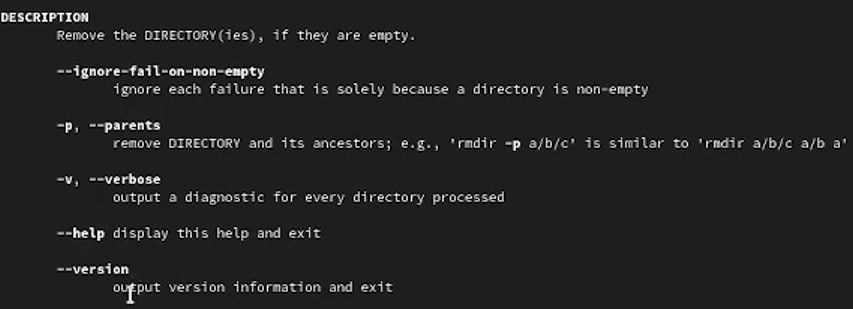 DESCRIPTION
Remove the DIRECTORY(ies), if they are empty.
--ignore-fail-on-non-empty
ignore each failure that is solely because a directory is non-empty
-p, --parents
remove DIRECTORY and its ancestors; e.g., 'rmdir -p a/b/c' is similar to 'rmdir a/b/c a/b a'
-v, --verbose
output a diagnostic for every directory processed
--help display this help and exit
--version
output version information and exit